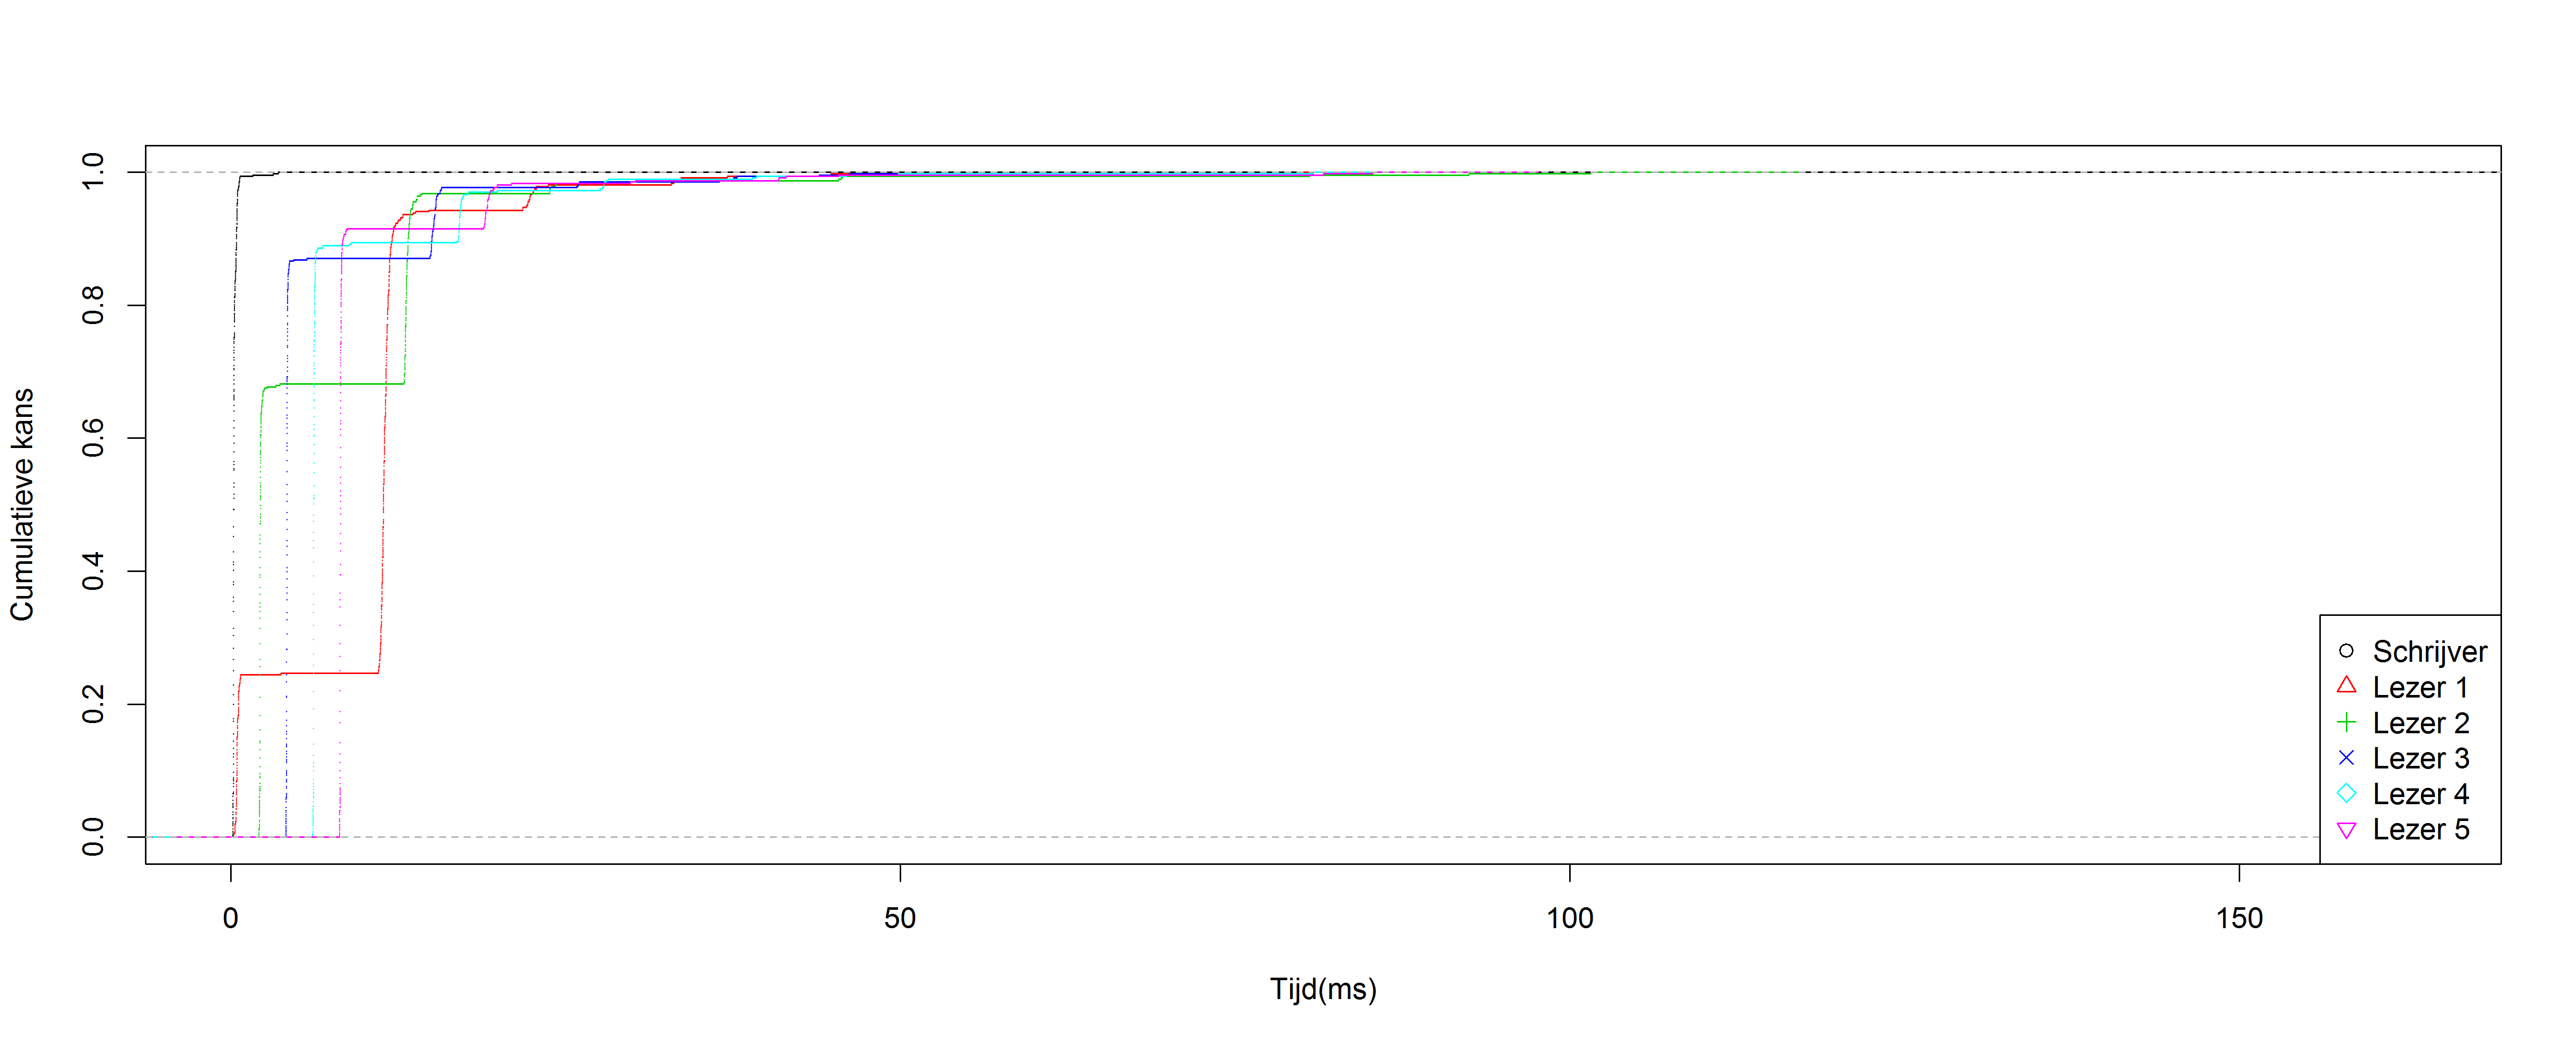 Cumulatieve kans
1.0
0.8
0.6
0.4
0.2
0.0
0
50
100
150
Tijd(ms)
Schrijver
Lezer 1
Lezer 2
Lezer 3
Lezer 4
Lezer 5